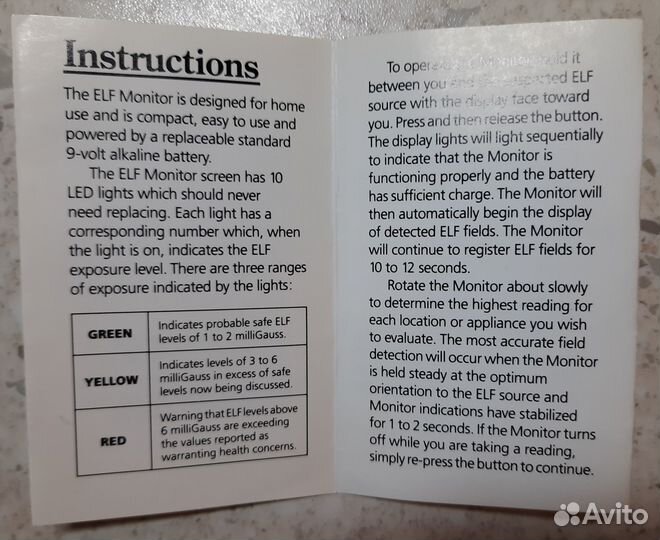 Instructions
The ELF Monitor is designed for home
use and is compact, easy to use and
powered by a replaceable standard
9-volt alkaline battery.
The ELF Monitor screen has 10
LED lights which should never
need replacing. Each light has a
corresponding number which, when
the light is on, indicates the ELF
exposure level. There are three ranges
of exposure indicated by the lights:
GREEN
Indicates probable safe ELF
levels of 1 to 2 milliGauss.
YELLOW
Indicates levels of 3 to 6
milliGauss in excess of safe
levels now being discussed.
RED
Warning that ELF levels above
6 milliGauss are exceeding
the values reported as
warranting health concerns.
To operate Monitor, hold it
between you and the suspected ELF
source with the display face toward
you. Press and then release the button.
The display lights will light sequentially
to indicate that the Monitor is
functioning properly and the battery
has sufficient charge. The Monitor will
then automatically begin the display
of detected ELF fields. The Monitor
will continue to register ELF fields for
10 to 12 seconds.
Rotate the Monitor about slowly
to determine the highest reading for
each location or appliance you wish
to evaluate. The most accurate field
detection will occur when the Monitor
is held steady at the optimum
orientation to the ELF source and
Monitor indications have stabilized
for 1 to 2 seconds. If the Monitor turns
off while you are taking a reading,
simply re-press the button to continue.
Avito